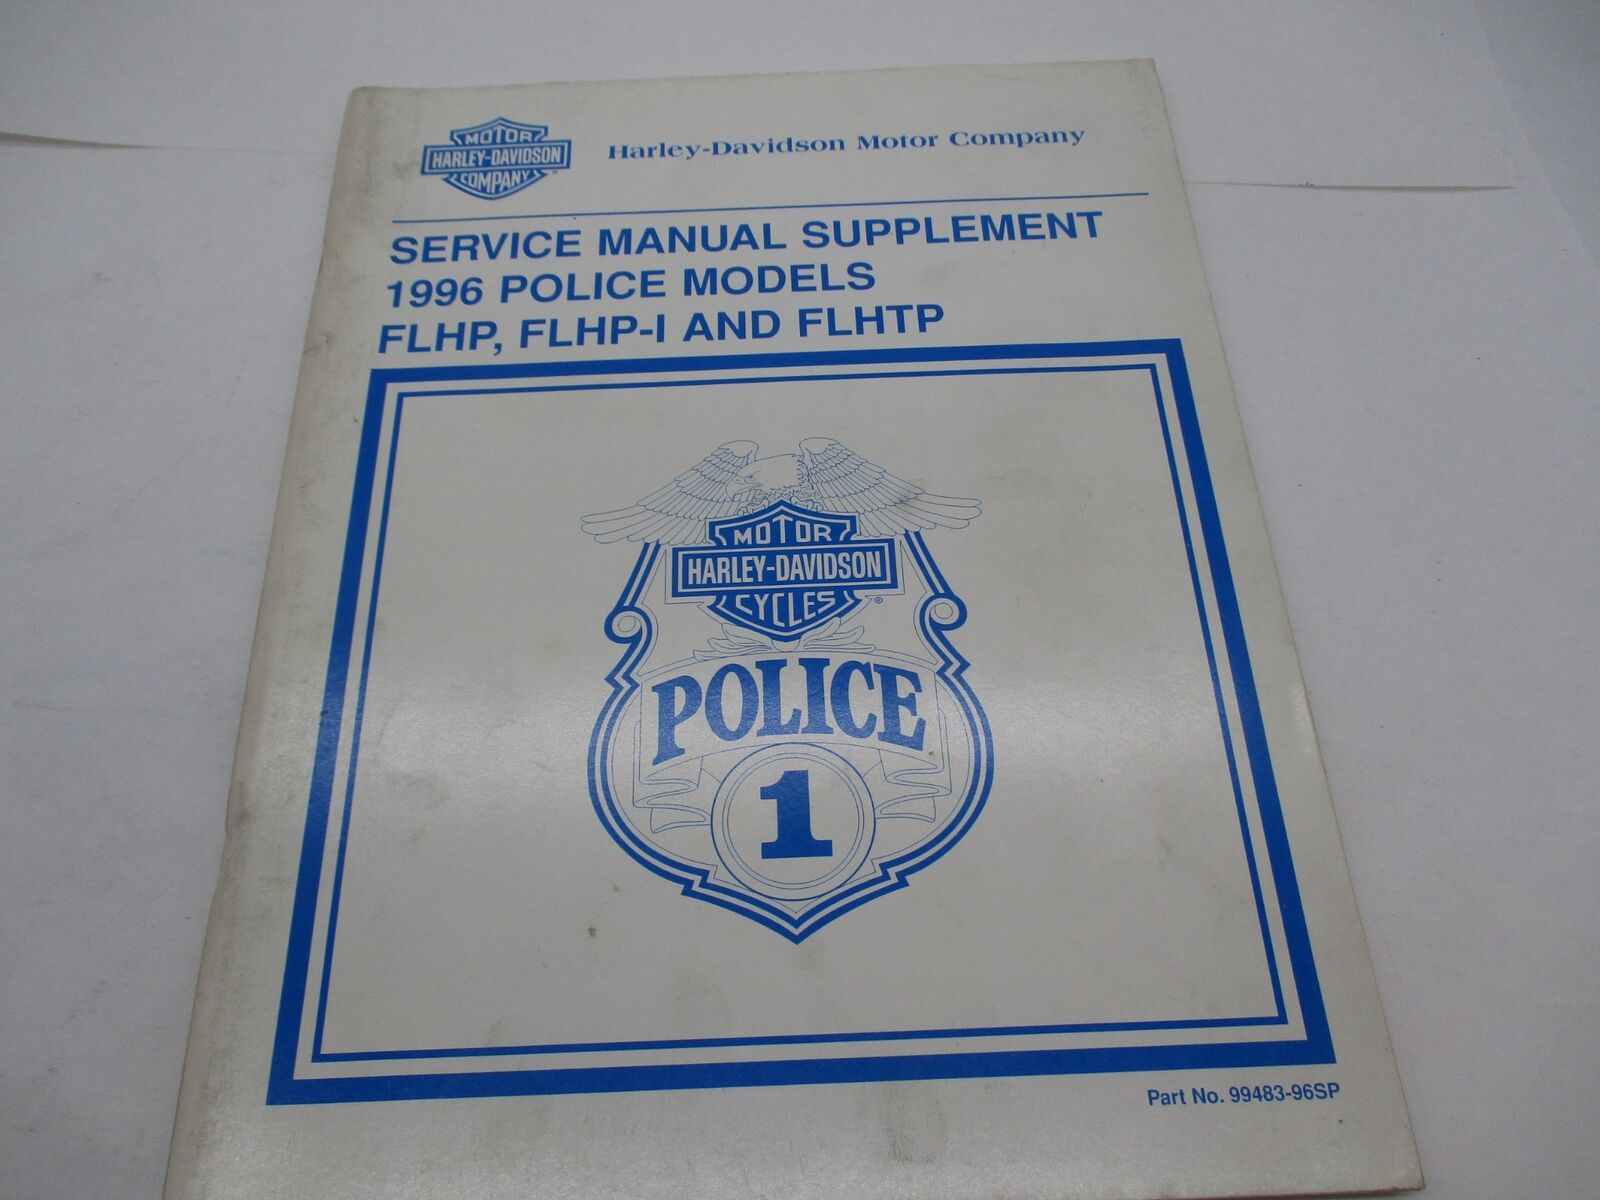 MOTOR
HARLEY-DAVIDSON
COMPANY
®
Harley-Davidson Motor Company
SERVICE MANUAL SUPPLEMENT
1996 POLICE MODELS
FLHP, FLHP-I AND FLHTP
MOTOR
HARLEY-DAVIDSON
CYCLES
®
POLICE
1
Part No. 99483-96SP